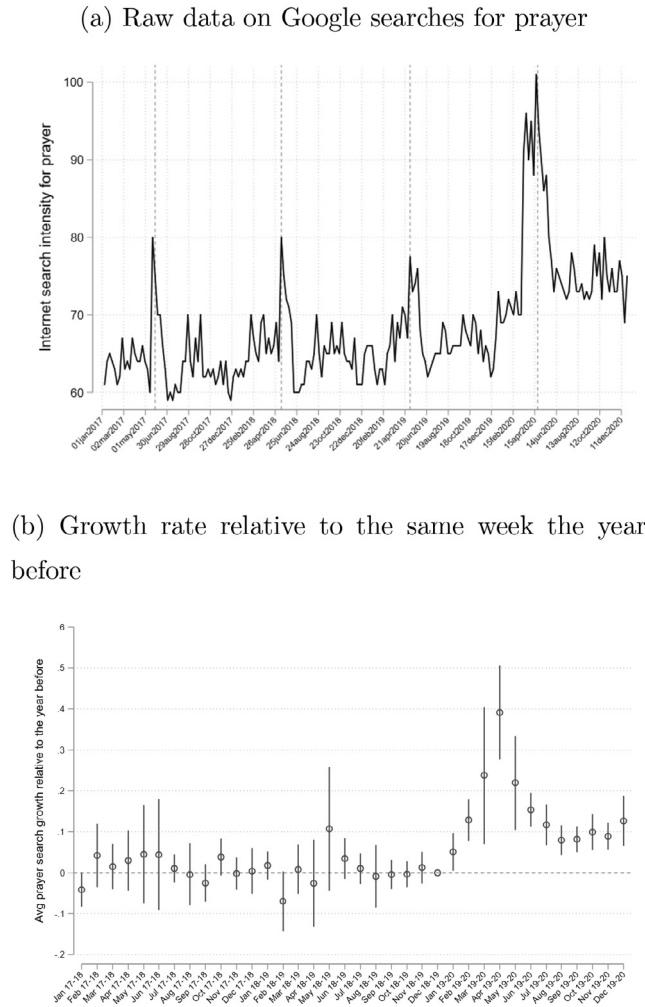 (a) Raw data on Google searches for prayer
Internet search intensity for prayer
100
90
80
70
60
01jan2017
02mar2017
01may2017
30jun2017
29aug2017
28oct2017
27dec2017
25feb2018
26apr2018
25jun2018
24aug2018
23oct2018
22dec2018
20feb2019
21apr2019
20jun2019
19aug2019
18oct2019
17dec2019
15feb2020
15apr2020
14jun2020
13aug2020
12oct2020
11dec2020
(b) Growth rate relative to the same week the year
before
Avg prayer search growth relative to the year before
.6
.5
.4
.3
.2
.1
0
-.1
-.2
Jan 17-18
Feb 17-18
Mar 17-18
Apr 17-18
May 17-18
Jun 17-18
Jul 17-18
Aug 17-18
Sep 17-18
Oct 17-18
Nov 17-18
Dec 17-18
Jan 18-19
Feb 18-19
Mar 18-19
Apr 18-19
May 18-19
Jun 18-19
Jul 18-19
Aug 18-19
Sep 18-19
Oct 18-19
Nov 18-19
Dec 18-19
Jan 19-20
Feb 19-20
Mar 19-20
Apr 19-20
May 19-20
Jun 19-20
Jul 19-20
Aug 19-20
Sep 19-20
Oct 19-20
Nov 19-20
Dec 19-20